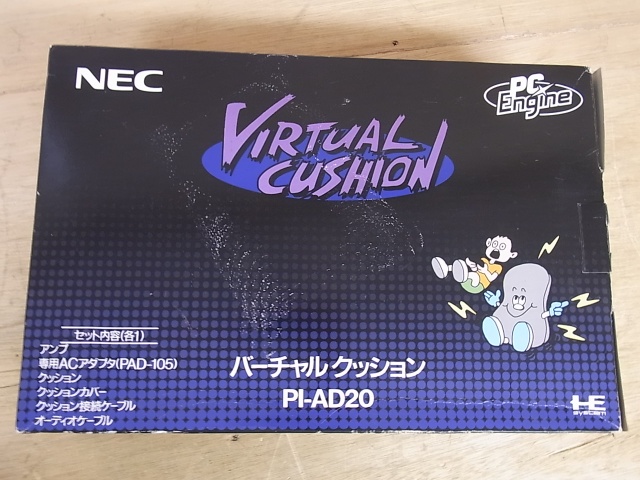 NEC
PC Engine
VIRTUAL
CUSHION
セット内容(各1)
アンプ
専用ACアダプタ(PAD-105)
クッション
クッションカバー
クッション接続ケーブル
オーディオケーブル
バーチャル クッション
PI-AD20
HE
SYSTEM